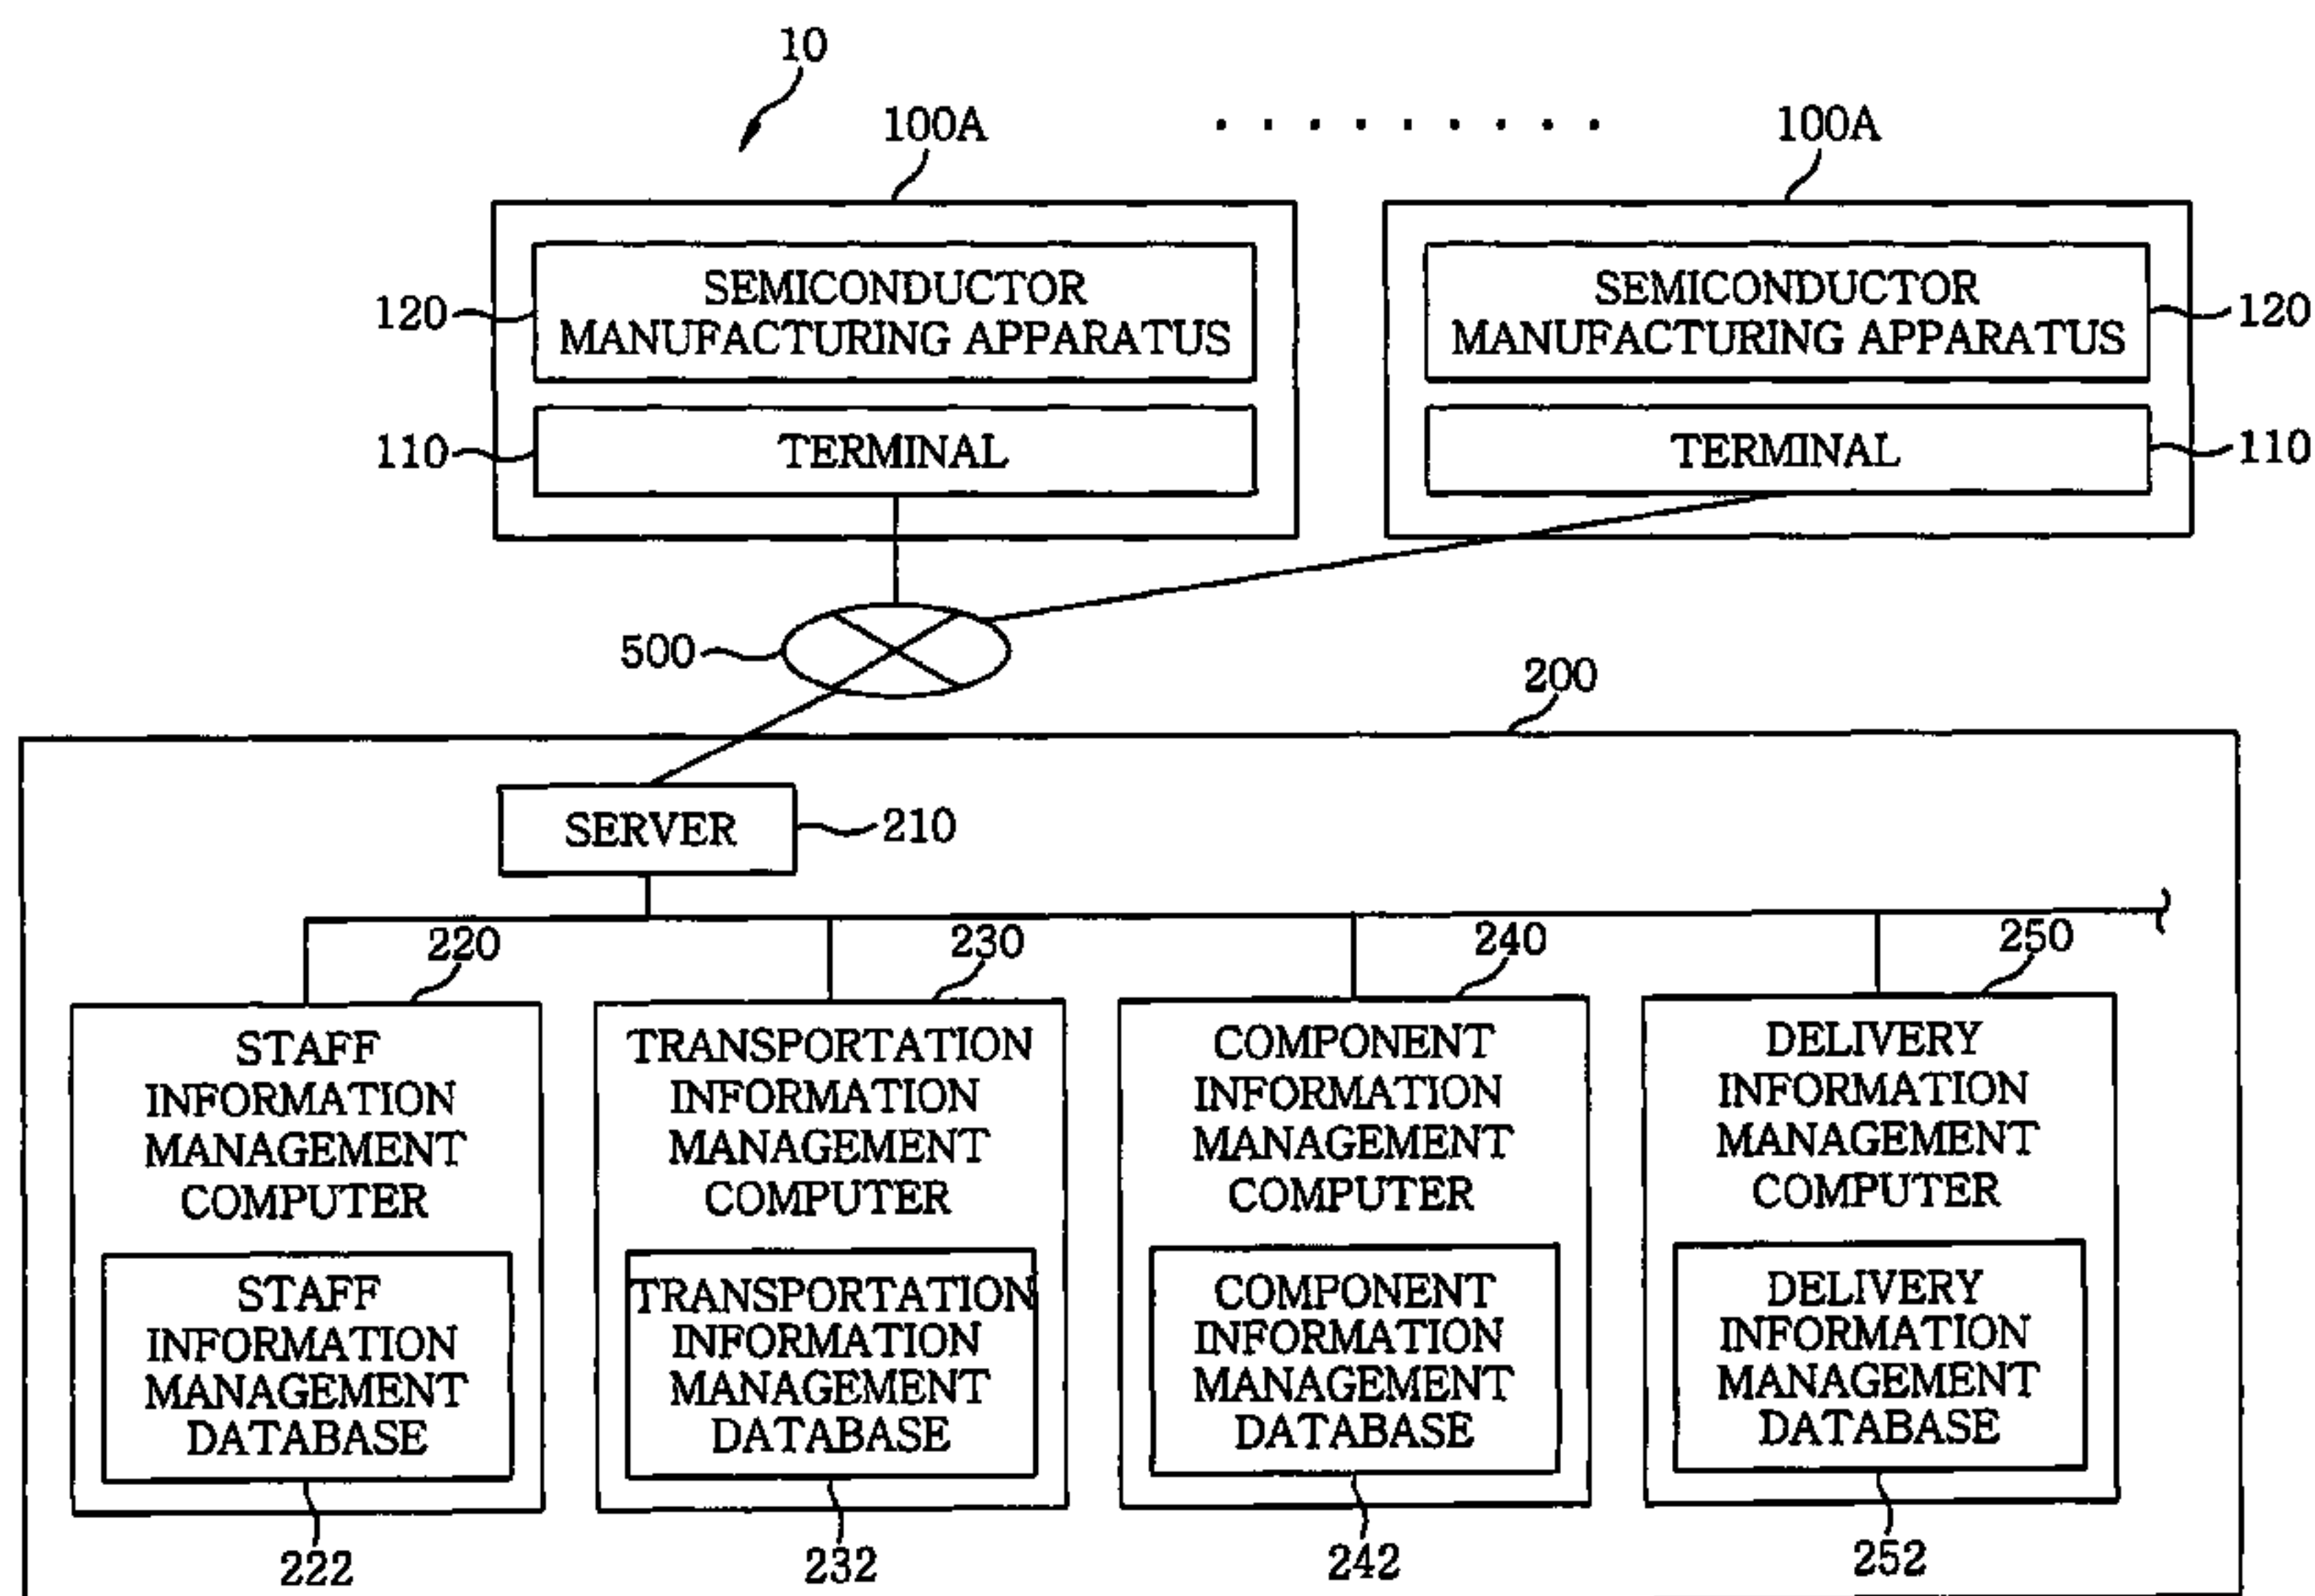 10
100A
100A
SEMICONDUCTOR
MANUFACTURING APPARATUS
120
TERMINAL
110
SEMICONDUCTOR
MANUFACTURING APPARATUS
120
TERMINAL
110
500
200
SERVER
210
220
STAFF
INFORMATION
MANAGEMENT
COMPUTER
STAFF
INFORMATION
MANAGEMENT
DATABASE
222
230
TRANSPORTATION
INFORMATION
MANAGEMENT
COMPUTER
TRANSPORTATION
INFORMATION
MANAGEMENT
DATABASE
232
240
COMPONENT
INFORMATION
MANAGEMENT
COMPUTER
COMPONENT
INFORMATION
MANAGEMENT
DATABASE
242
250
DELIVERY
INFORMATION
MANAGEMENT
COMPUTER
DELIVERY
INFORMATION
MANAGEMENT
DATABASE
252